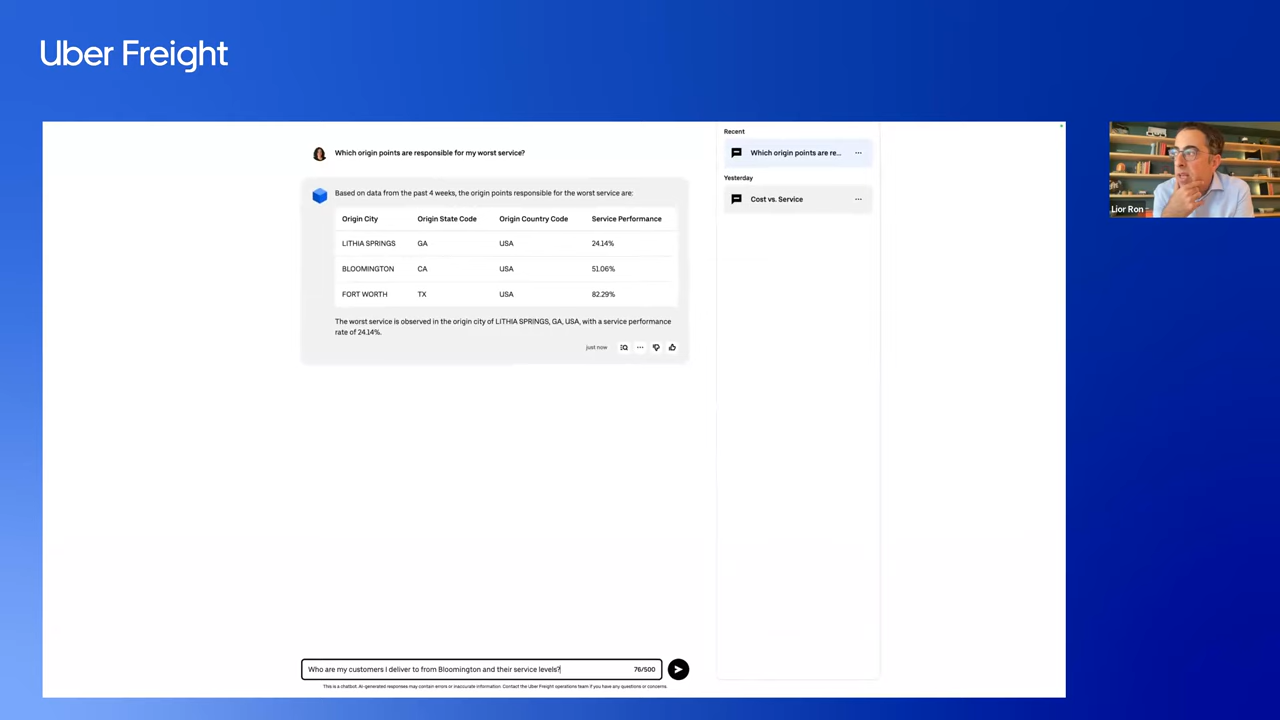 Uber Freight
Which origin points are responsible for my worst service?
Based on data from the past 4 weeks, the origin points responsible for the worst service are:
Origin City Origin State Code Origin Country Code Service Performance
LITHIA SPRINGS GA USA 24.14%
BLOOMINGTON CA USA 51.06%
FORT WORTH TX USA 82.29%
The worst service is observed in the origin city of LITHIA SPRINGS, GA, USA, with a service performance
rate of 24.14%.
just now
Who are my customers I deliver to from Bloomington and their service levels? 76/500
This is a chatbot. AI-generated responses may contain errors or inaccurate information. Contact the Uber Freight operations team if you have any questions or concerns.
Recent
Which origin points are re...
Yesterday
Cost vs. Service
Lior Ron